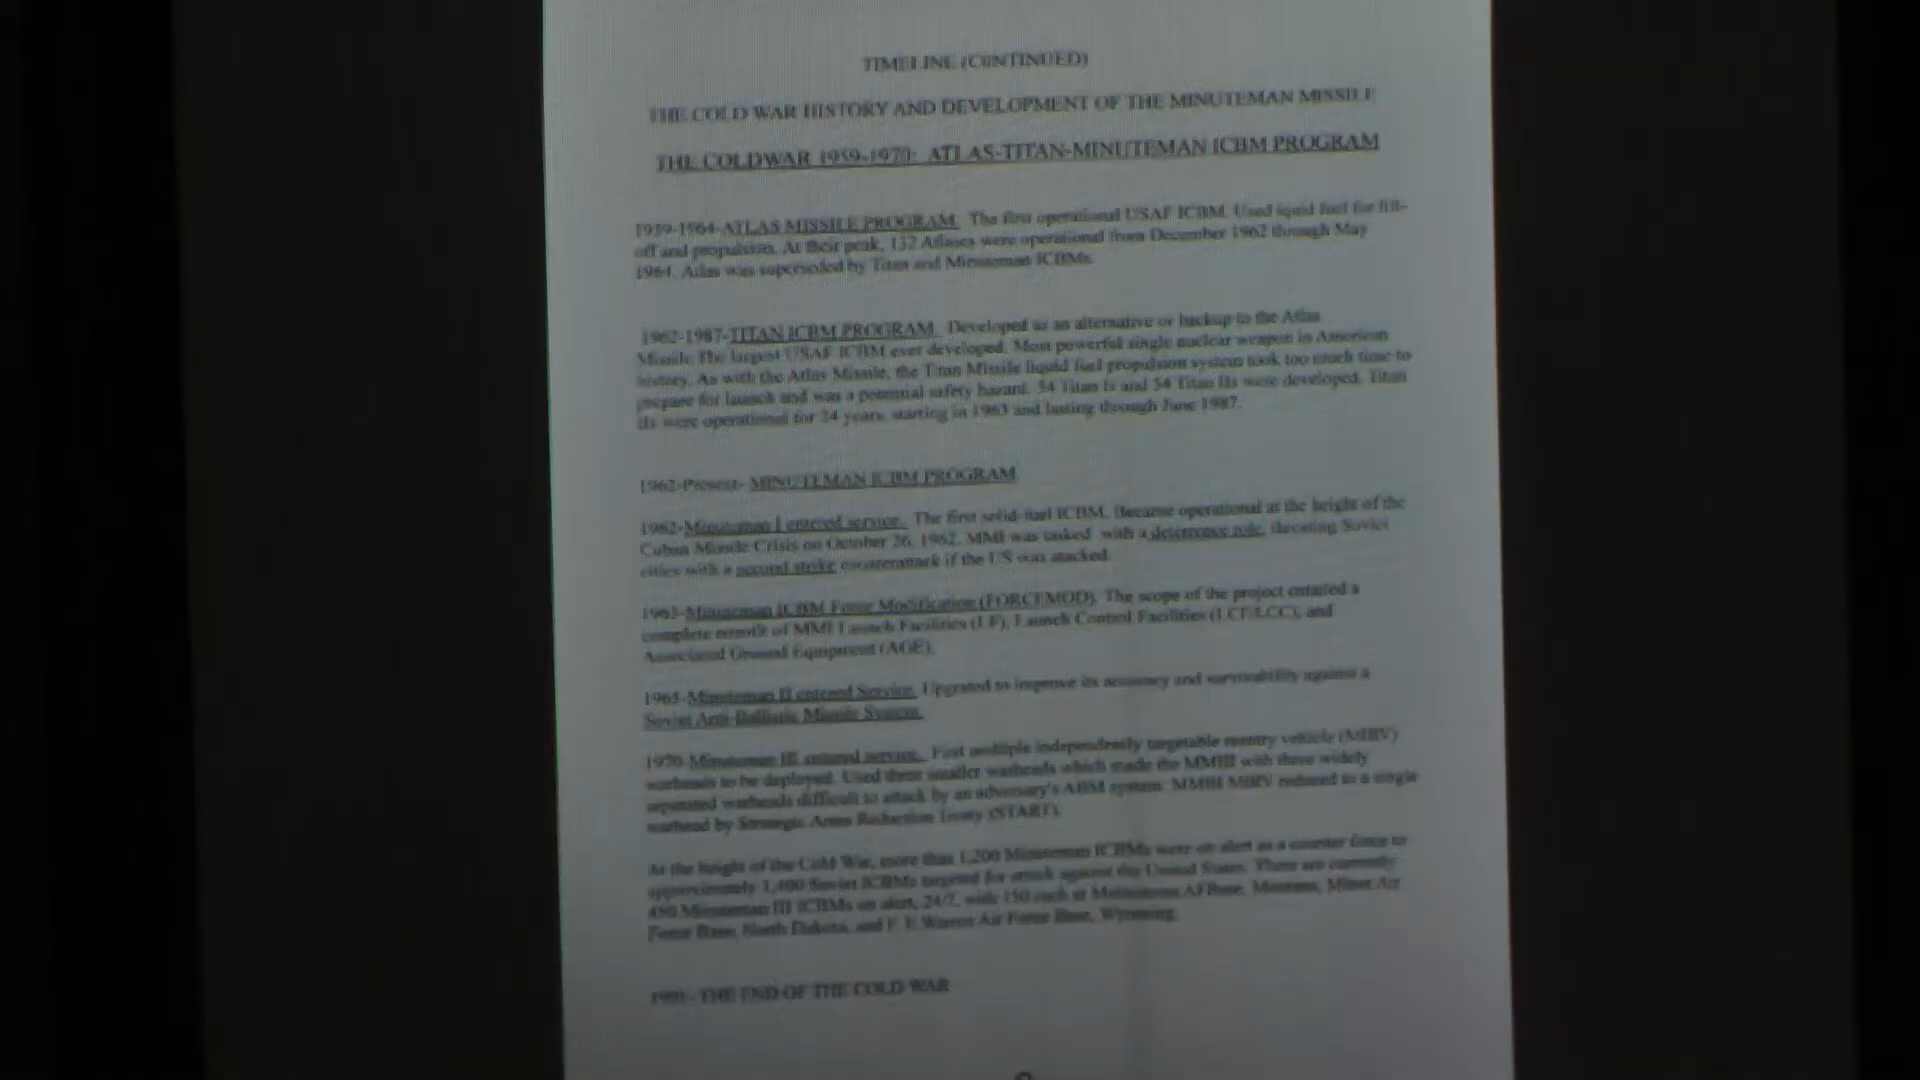 TIMELINE (CONTINUED)
THE COLD WAR HISTORY AND DEVELOPMENT OF THE MINUTEMAN MISSILE
THE COLDWAR 1959-1970: ATLAS-TITAN-MINUTEMAN ICBM PROGRAM
1959-1964-ATLAS MISSILE PROGRAM. The first operational USAF ICBM. Used liquid fuel for lift-
off and propulsion. At their peak, 132 Atlases were operational from December 1962 through May
1964. Atlas was superseded by Titan and Minuteman ICBMs.
1962-1987-TITAN ICBM PROGRAM. Developed as an alternative or backup to the Atlas
Missile The largest USAF ICBM ever developed. Most powerful single nuclear weapon in American
history. As with the Atlas Missile, the Titan Missile liquid fuel propulsion system took too much time to
prepare for launch and was a potential safety hazard. 54 Titan Is and 54 Titan IIs were developed. Titan
IIs were operational for 24 years, starting in 1963 and lasting through June 1987.
1962-Present- MINUTEMAN ICBM PROGRAM
1962-Minuteman I entered service. The first solid fuel ICBM. Became operational at the height of the
Cuban Missile Crisis on October 26, 1962. MMI was tasked with a deterrence role, threating Soviet
cities with a second strike counterattack if the US was attacked.
1965-Minuteman ICBM Force Modification (FORCEMOD). The scope of the project entailed a
complete retrofit of MMI Launch Facilities (LF), Launch Control Facilities (LCF/LCC), and
Associated Ground Equipment (AGE).
1965-Minuteman II entered Service. Upgrated to improve its accuracy and survivability against a
Soviet Anti-Ballistic Missile System.
1970-Minuteman III entered service. First multiple independently targetable reentry vehicle (MIRV)
warheads to be deployed. Used three smaller warheads which made the MMIII with three widely
separated warheads difficult to attack by an adversary's ABM system. MMIII MIRV reduced to a single
warhead by Strategic Arms Reduction Treaty (START).
At the height of the Cold War, more than 1,200 Minuteman ICBMs were on alert as a counter force to
approximately 1,400 Soviet ICBMs targeted for attack against the United States. There are currently
450 Minuteman III ICBMs on alert, 24/7, with 150 each at Malmstrom AF Base, Montana, Minot Air
Force Base, North Dakota, and F. E Warren Air Force Base, Wyoming.
1991- THE END OF THE COLD WAR